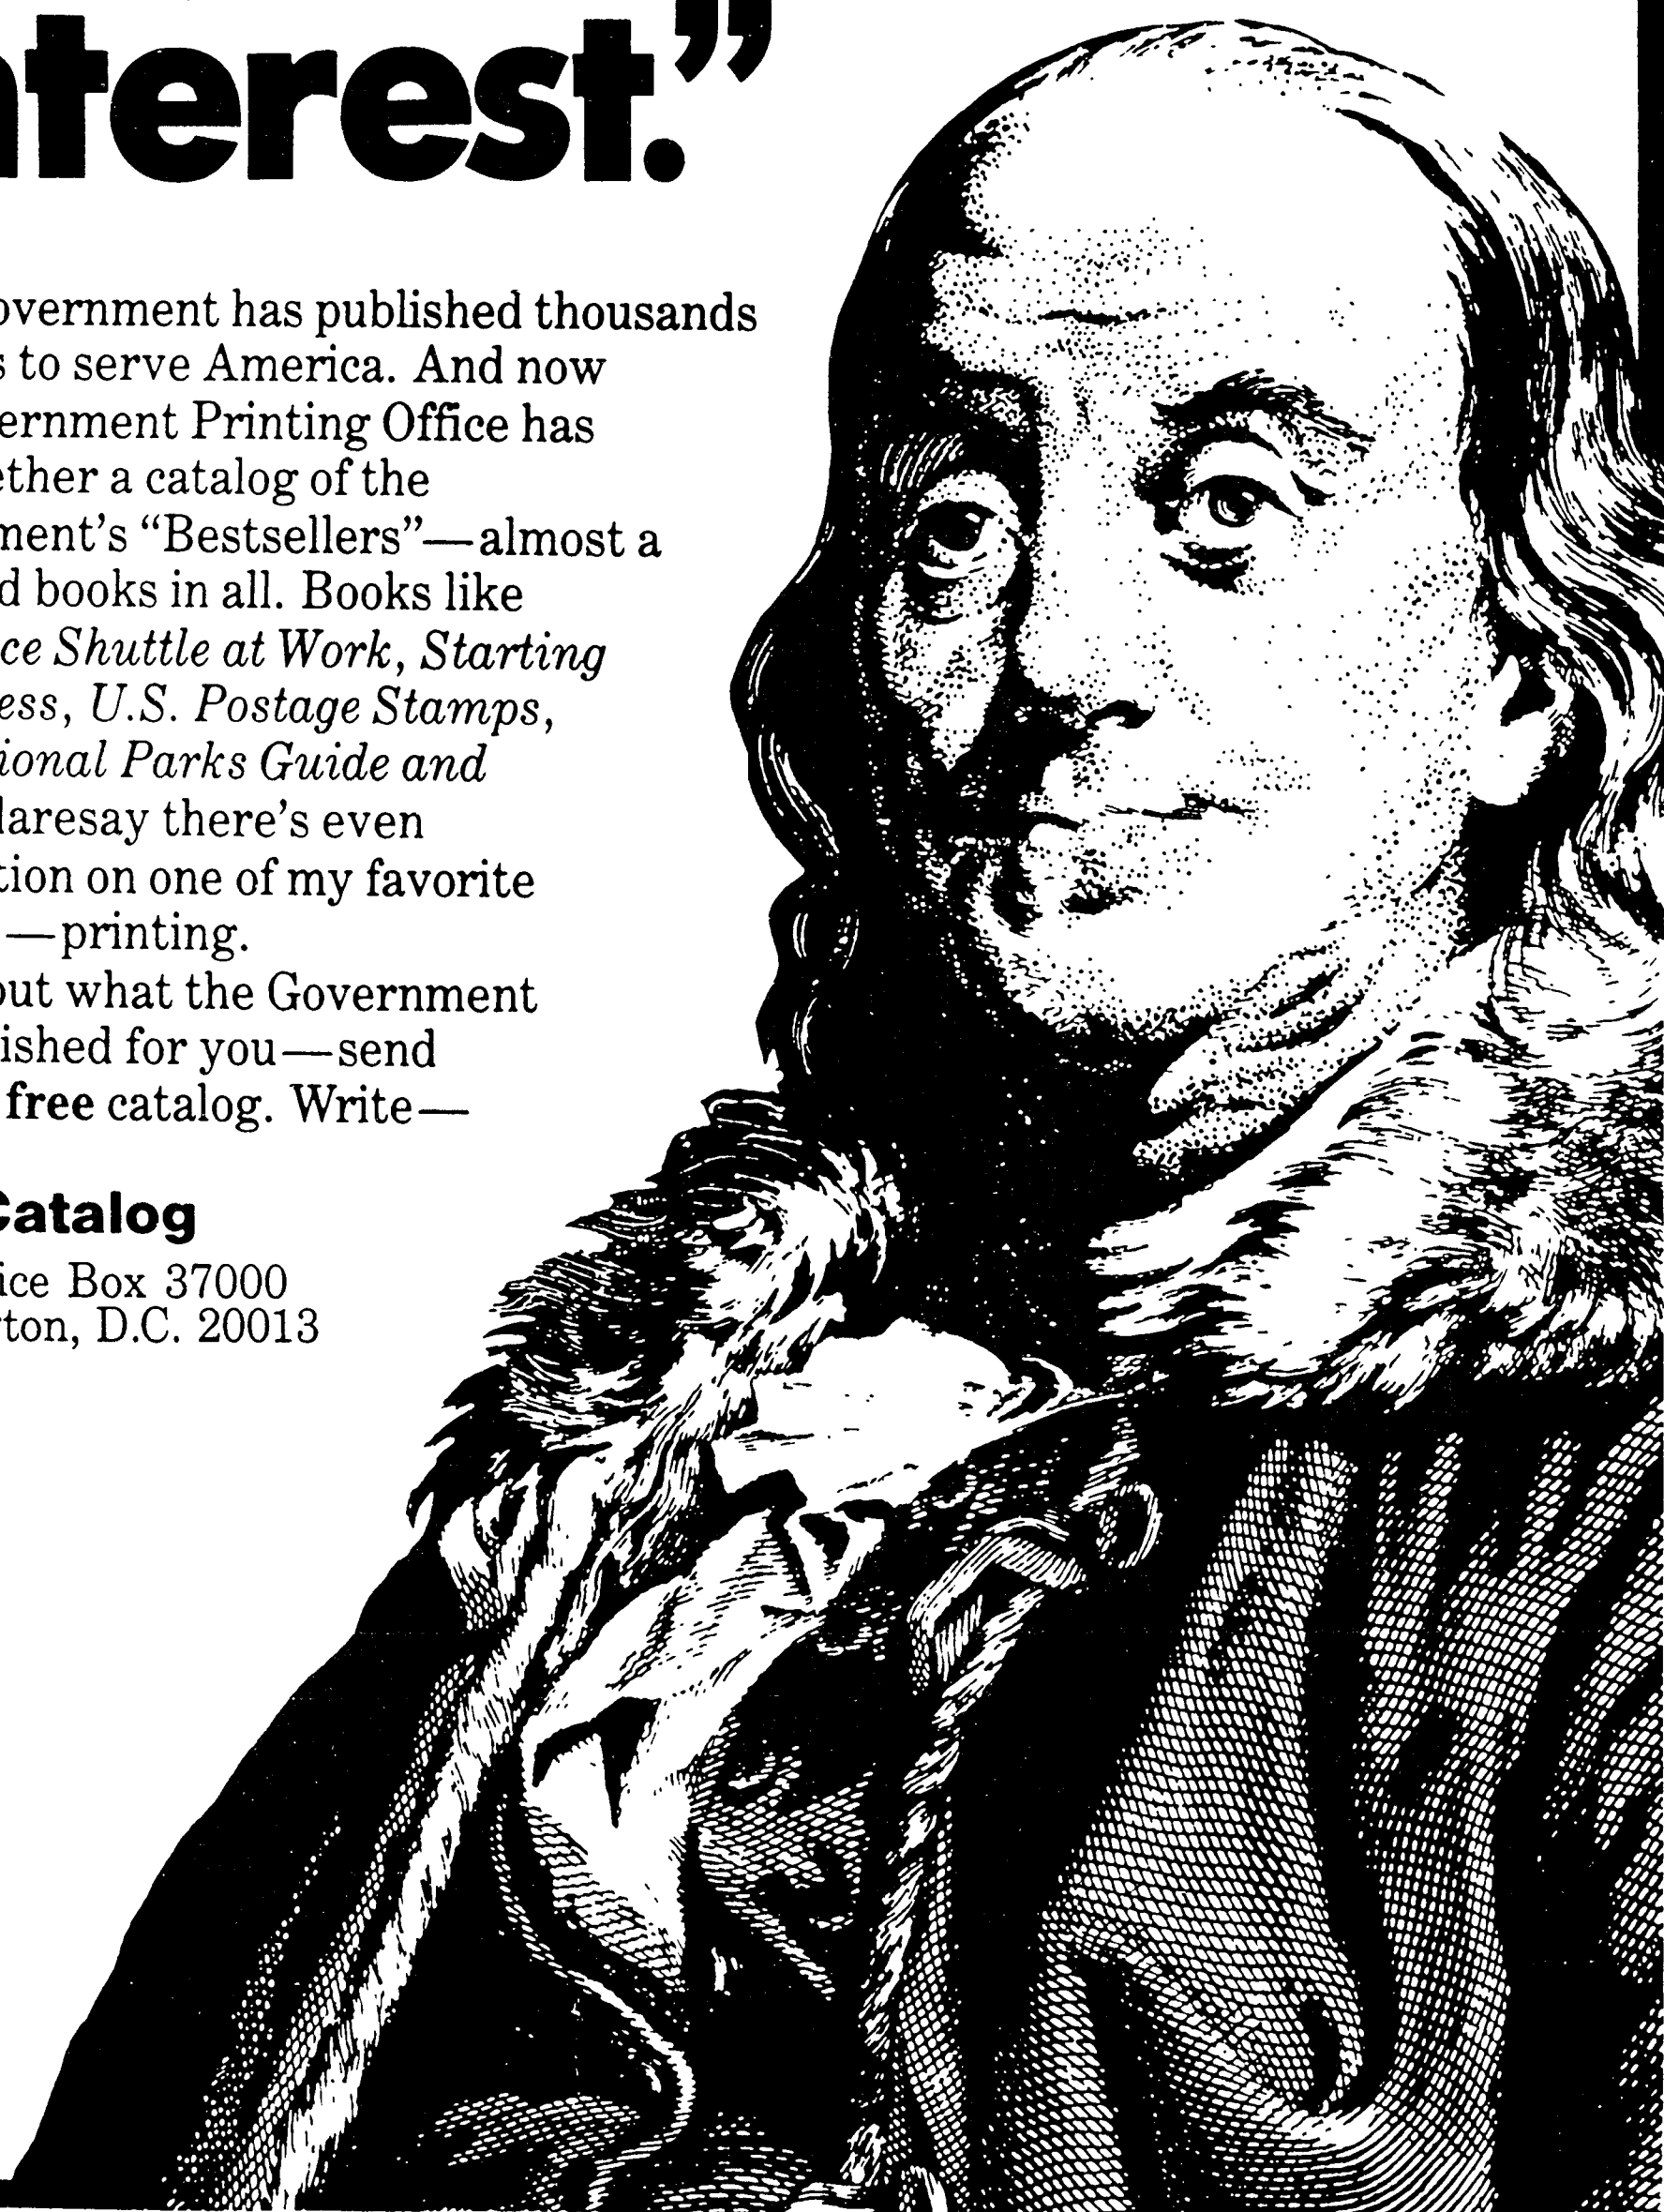 nterest.”
overnment has published thousands
s to serve America. And now
ernment Printing Office has
ether a catalog of the
ment's “Bestsellers”—almost a
d books in all. Books like
ce Shuttle at Work, Starting
ess, U.S. Postage Stamps,
ional Parks Guide and
daresay there's even
tion on one of my favorite
—printing.
out what the Government
ished for you—send
free catalog. Write—
Catalog
ice Box 37000
ton, D.C. 20013